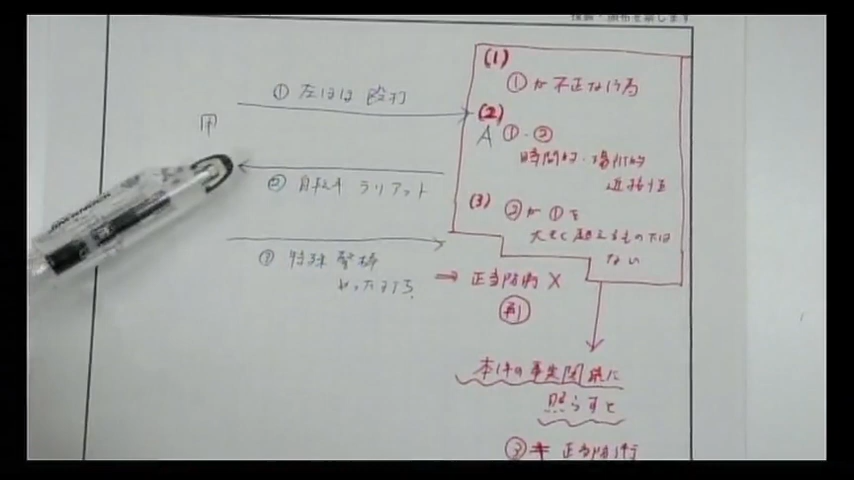 ① 左ほほ 殴打
甲
② 自転車 ラリアット
③ 特殊警棒
めったうち
(1)
①が不正な行為
(2)
A ①・②
時間的・場所的
近接性
(3) ②が①を
大きく超えるものでは
ない
⇒ 正当防衛 ×
判
本件の事実関係に
照らすと
③ ≠ 正当防衛